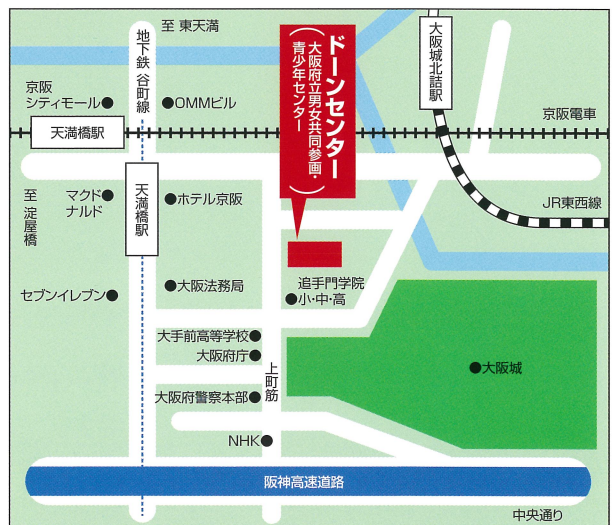 至 東天満
地下鉄 谷町線
京阪
シティモール
OMMビル
天満橋駅
ドーンセンター
(大阪府立男女共同参画・
青少年センター)
大阪城北詰駅
京阪電車
至 淀屋橋
マクド
ナルド
天満橋駅
ホテル京阪
JR東西線
セブンイレブン
大阪法務局
追手門学院
小・中・高
大手前高等学校
大阪府庁
上町筋
大阪城
大阪府警察本部
NHK
阪神高速道路
中央通り